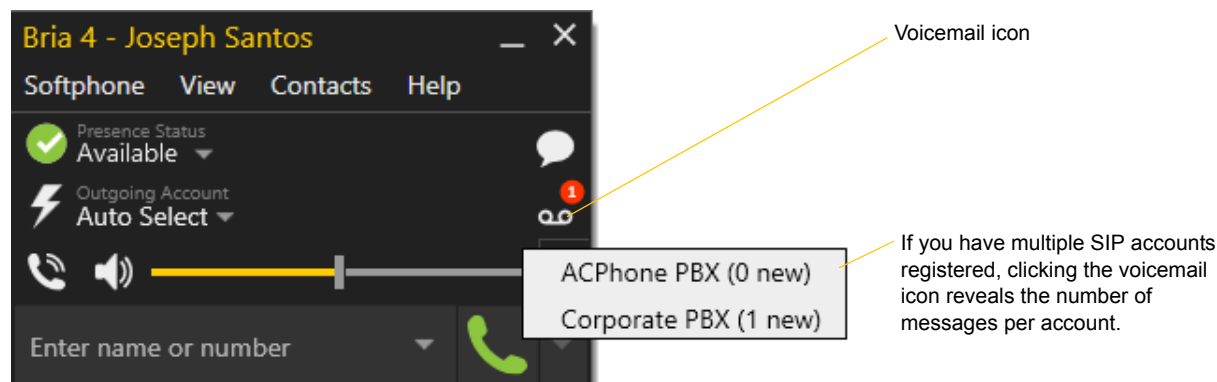 Bria 4 - Joseph Santos
Softphone View Contacts Help
Presence Status
Available
Outgoing Account
Auto Select
1
Enter name or number
ACPhone PBX (0 new)
Corporate PBX (1 new)
Voicemail icon
If you have multiple SIP accounts
registered, clicking the voicemail
icon reveals the number of
messages per account.